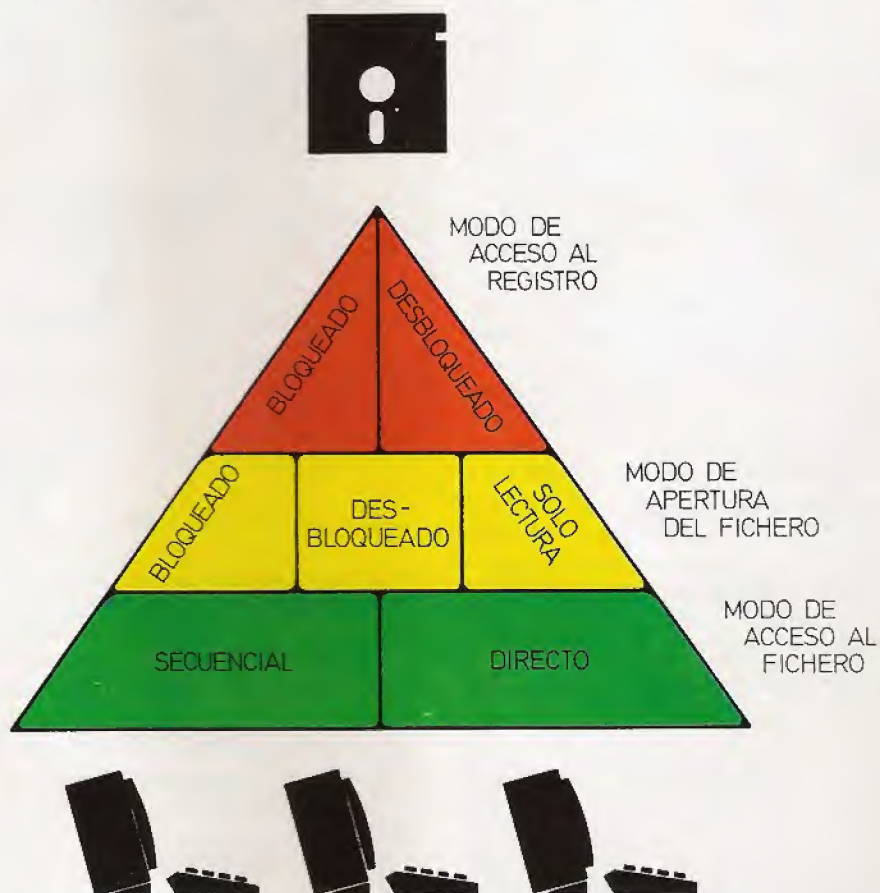 MODO DE
ACCESO AL
REGISTRO
BLOQUEADO
DESBLOQUEADO
MODO DE
APERTURA
DEL FICHERO
BLOQUEADO
DES-
BLOQUEADO
SOLO
LECTURA
MODO DE
ACCESO AL
FICHERO
SECUENCIAL
DIRECTO